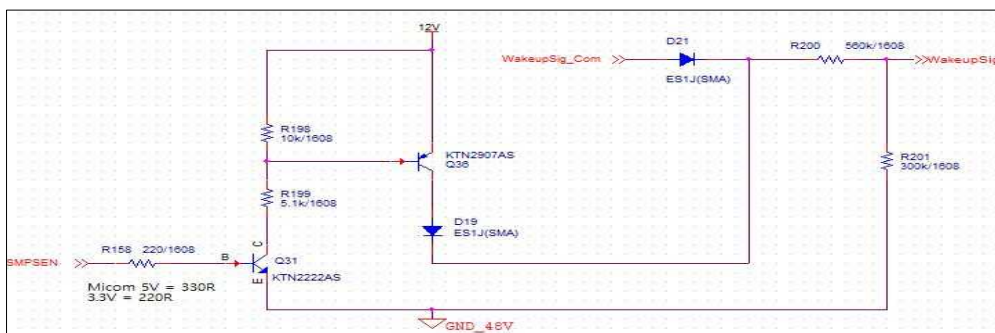 12V
D21
WakeupSig_Com
ES1J(SMA)
R200 560k/1608
WakeupSig
R198
10k/1608
KTN2907AS
Q36
R201
300k/1608
R199
5.1k/1608
D19
ES1J(SMA)
SMPSEN
R158 220/1608
B
C
E
Q31
KTN2222AS
Micom 5V = 330R
3.3V = 220R
GND_48V